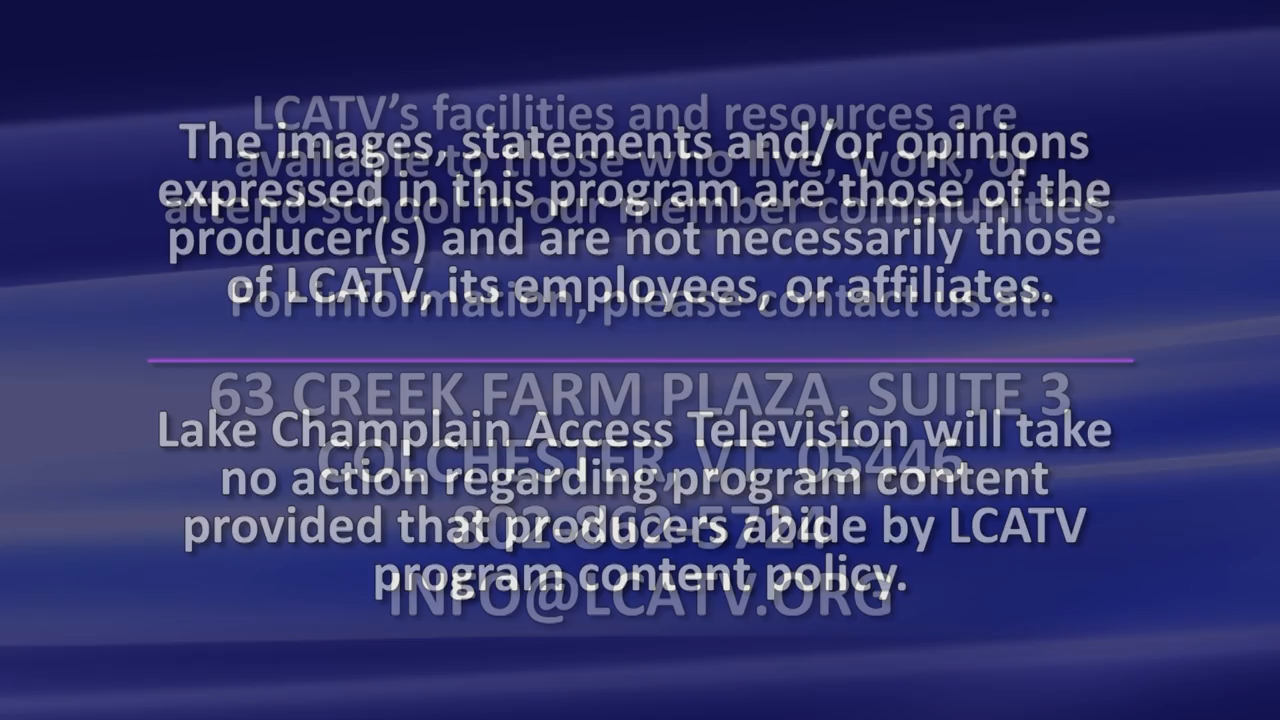 The images, statements and/or opinions
expressed in this program are those of the
producer(s) and are not necessarily those
of LCATV, its employees, or affiliates.
Lake Champlain Access Television will take
no action regarding program content
provided that producers abide by LCATV
program content policy.
LCATV's facilities and resources are
available to those who live, work, or
attend school in our member communities.
For information, please contact us at:
63 CREEK FARM PLAZA, SUITE 3
COLCHESTER, VT 05446
802-862-5724
INFO@LCATV.ORG